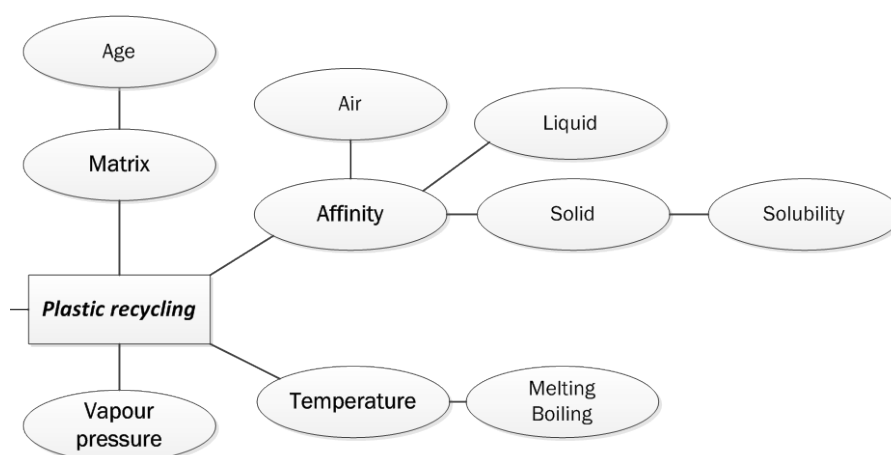 Age
Air
Liquid
Matrix
Affinity
Solid
Solubility
Plastic recycling
Temperature
Melting
Boiling
Vapour
pressure